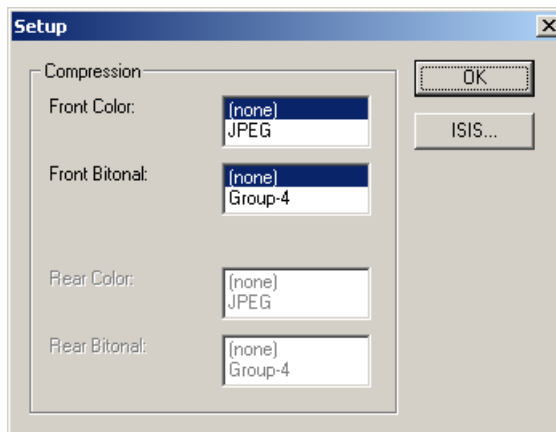 Setup
Compression
Front Color:
(none)
JPEG
Front Bitonal:
(none)
Group-4
Rear Color:
(none)
JPEG
Rear Bitonal:
(none)
Group-4
OK
ISIS...